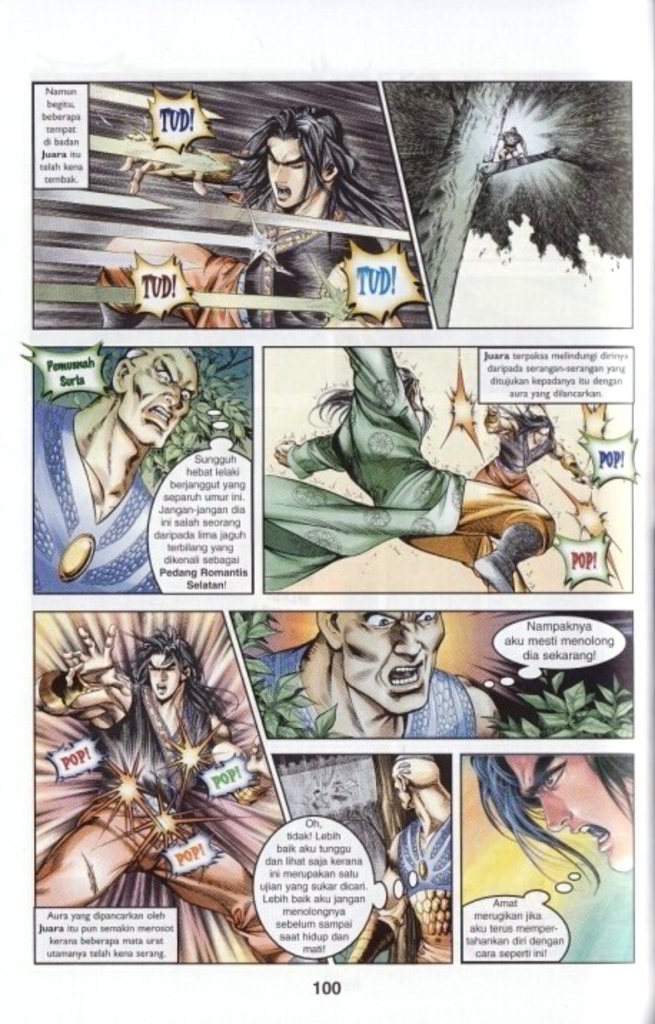 Namun
begitu,
beberapa
tempat
di badan
Juara itu
telah kena
tembak.
TUD!
TUD!
TUD!
Pemusnah
Suria
Sungguh
hebat lelaki
berjanggut yang
separuh umur ini.
Jangan-jangan dia
ini salah seorang
daripada lima jaguh
terbilang yang
dikenali sebagai
Pedang Romantis
Selatan!
Juara terpaksa melindungi dirinya
daripada serangan-serangan yang
ditujukan kepadanya itu dengan
aura yang dilancarkan.
POP!
POP!
POP!
POP!
POP!
Aura yang dipancarkan oleh
Juara itu pun semakin merosot
kerana beberapa mata urat
utamanya telah kena serang.
Nampaknya
aku mesti menolong
dia sekarang!
Oh,
tidak! Lebih
baik aku tunggu
dan lihat saja kerana
ini merupakan satu
ujian yang sukar dicari.
Lebih baik aku jangan
menolongnya
sebelum sampai
saat hidup dan
mati!
Amat
merugikan jika
aku terus memper-
tahankan diri dengan
cara seperti ini!
100